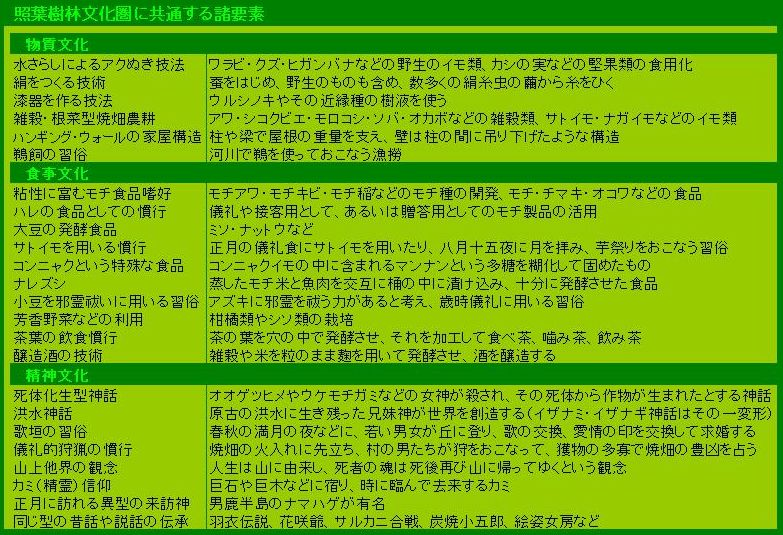 照葉樹林文化圏に共通する諸要素
物質文化
水さらしによるアクぬき技法 ワラビ・クズ・ヒガンバナなどの野生のイモ類、カシの実などの堅果類の食用化
絹をつくる技術 蚕をはじめ、野生のものも含め、数多くの絹糸虫の繭から糸をひく
漆器を作る技法 ウルシノキやその近縁種の樹液を使う
雑穀・根菜型焼畑農耕 アワ・シコクビエ・モロコシ・ソバ・オカボなどの雑穀類、サトイモ・ナガイモなどのイモ類
ハンギング・ウォールの家屋構造 柱や梁で屋根の重量を支え、壁は柱の間に吊り下げたような構造
鵜飼の習俗 河川で鵜を使っておこなう漁撈
食事文化
粘性に富むモチ食品嗜好 モチアワ・モチキビ・モチ稲などのモチ種の開発、モチ・チマキ・オコワなどの食品
ハレの食品としての慣行 儀礼や接客用として、あるいは贈答用としてのモチ製品の活用
大豆の発酵食品 ミソ・ナットウなど
サトイモを用いる慣行 正月の儀礼食にサトイモを用いたり、八月十五夜に月を拝み、芋祭りをおこなう習俗
コンニャクという特殊な食品 コンニャクイモの中に含まれるマンナンという多糖を糊化して固めたもの
ナレズシ 蒸したモチ米と魚肉を交互に桶の中に漬け込み、十分に発酵させた食品
小豆を邪霊祓いに用いる習俗 アズキに邪霊を祓う力があると考え、歳時儀礼に用いる習俗
芳香野菜などの利用 柑橘類やシソ類の栽培
茶葉の飲食慣行 茶の葉を穴の中で発酵させ、それを加工して食べ茶、噛み茶、飲み茶
醸造酒の技術 雑穀や米を粒のまま麹を用いて発酵させ、酒を醸造する
精神文化
死体化生型神話 オオゲツヒメやウケモチガミなどの女神が殺され、その死体から作物が生まれたとする神話
洪水神話 原古の洪水に生き残った兄妹神が世界を創造する(イザナミ・イザナギ神話はその一変形)
歌垣の習俗 春秋の満月の夜などに、若い男女が丘に登り、歌の交換、愛情の印を交換して求婚する
儀礼的狩猟の慣行 焼畑の火入れに先立ち、村の男たちが狩をおこなって、獲物の多寡で焼畑の豊凶を占う
山上他界の観念 人生は山に由来し、死者の魂は死後再び山に帰ってゆくという観念
カミ(精霊)信仰 巨石や巨木などに宿り、時に臨んで去来するカミ
正月に訪れる異型の来訪神 男鹿半島のナマハゲが有名
同じ型の昔話や説話の伝承 羽衣伝説、花咲爺、サルカニ合戦、炭焼小五郎、絵姿女房など